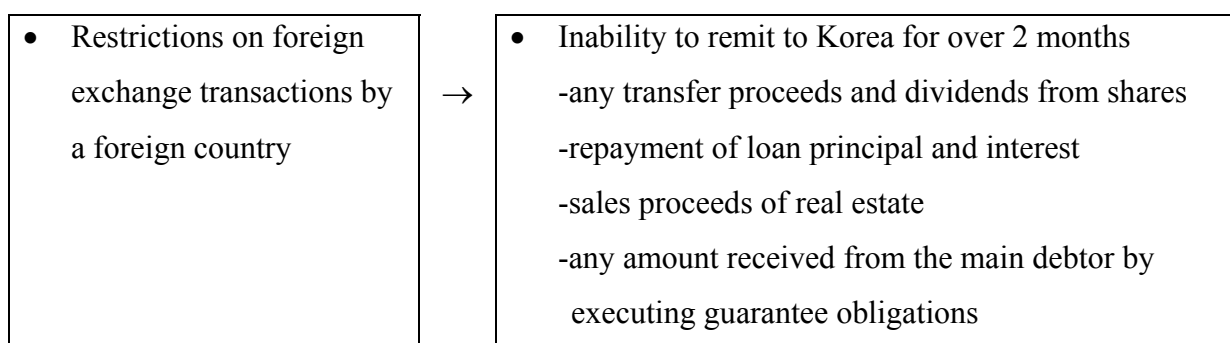 • Restrictions on foreign
exchange transactions by
a foreign country
→
• Inability to remit to Korea for over 2 months
-any transfer proceeds and dividends from shares
-repayment of loan principal and interest
-sales proceeds of real estate
-any amount received from the main debtor by
executing guarantee obligations